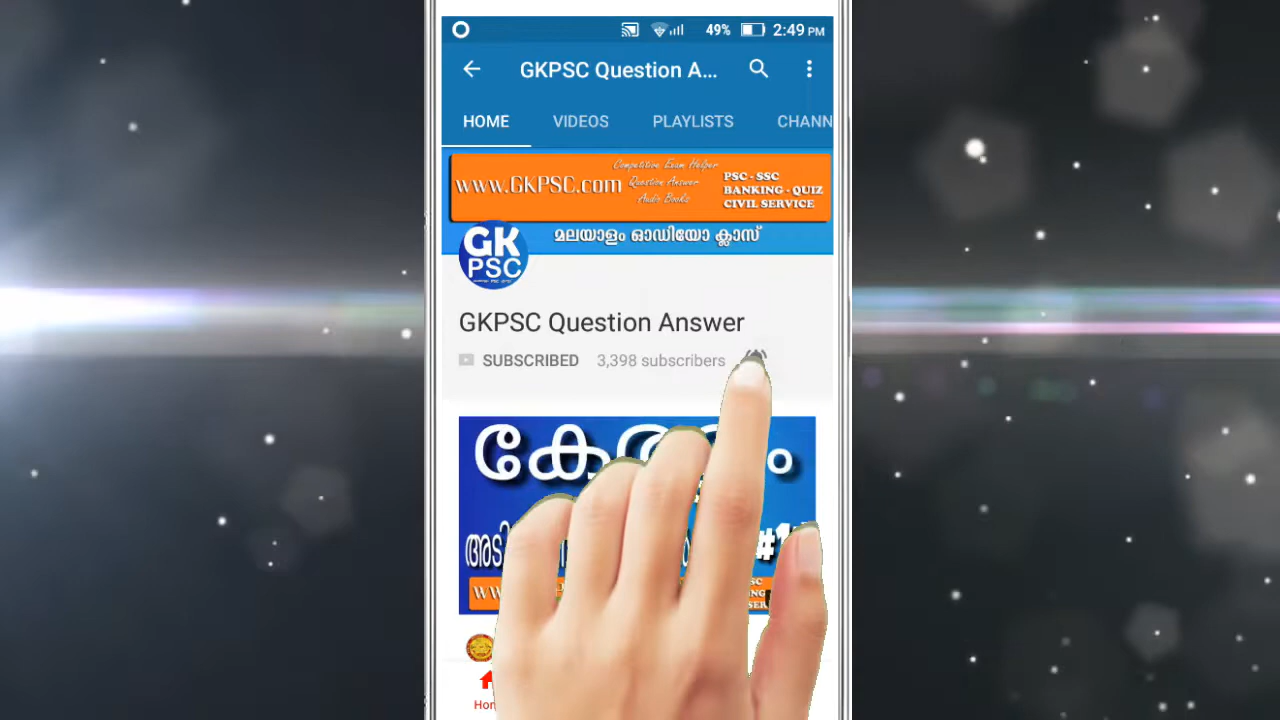 49% 2:49 PM
GKPSC Question A...
HOME VIDEOS PLAYLISTS CHANN
www.GKPSC.com
Competitive Exam Helper
Question Answer
Audio Books
PSC - SSC
BANKING - QUIZ
CIVIL SERVICE
മലയാളം ഓഡിയോ ക്ലാസ്
GK
PSC
GKPSC Question Answer
SUBSCRIBED 3,398 subscribers